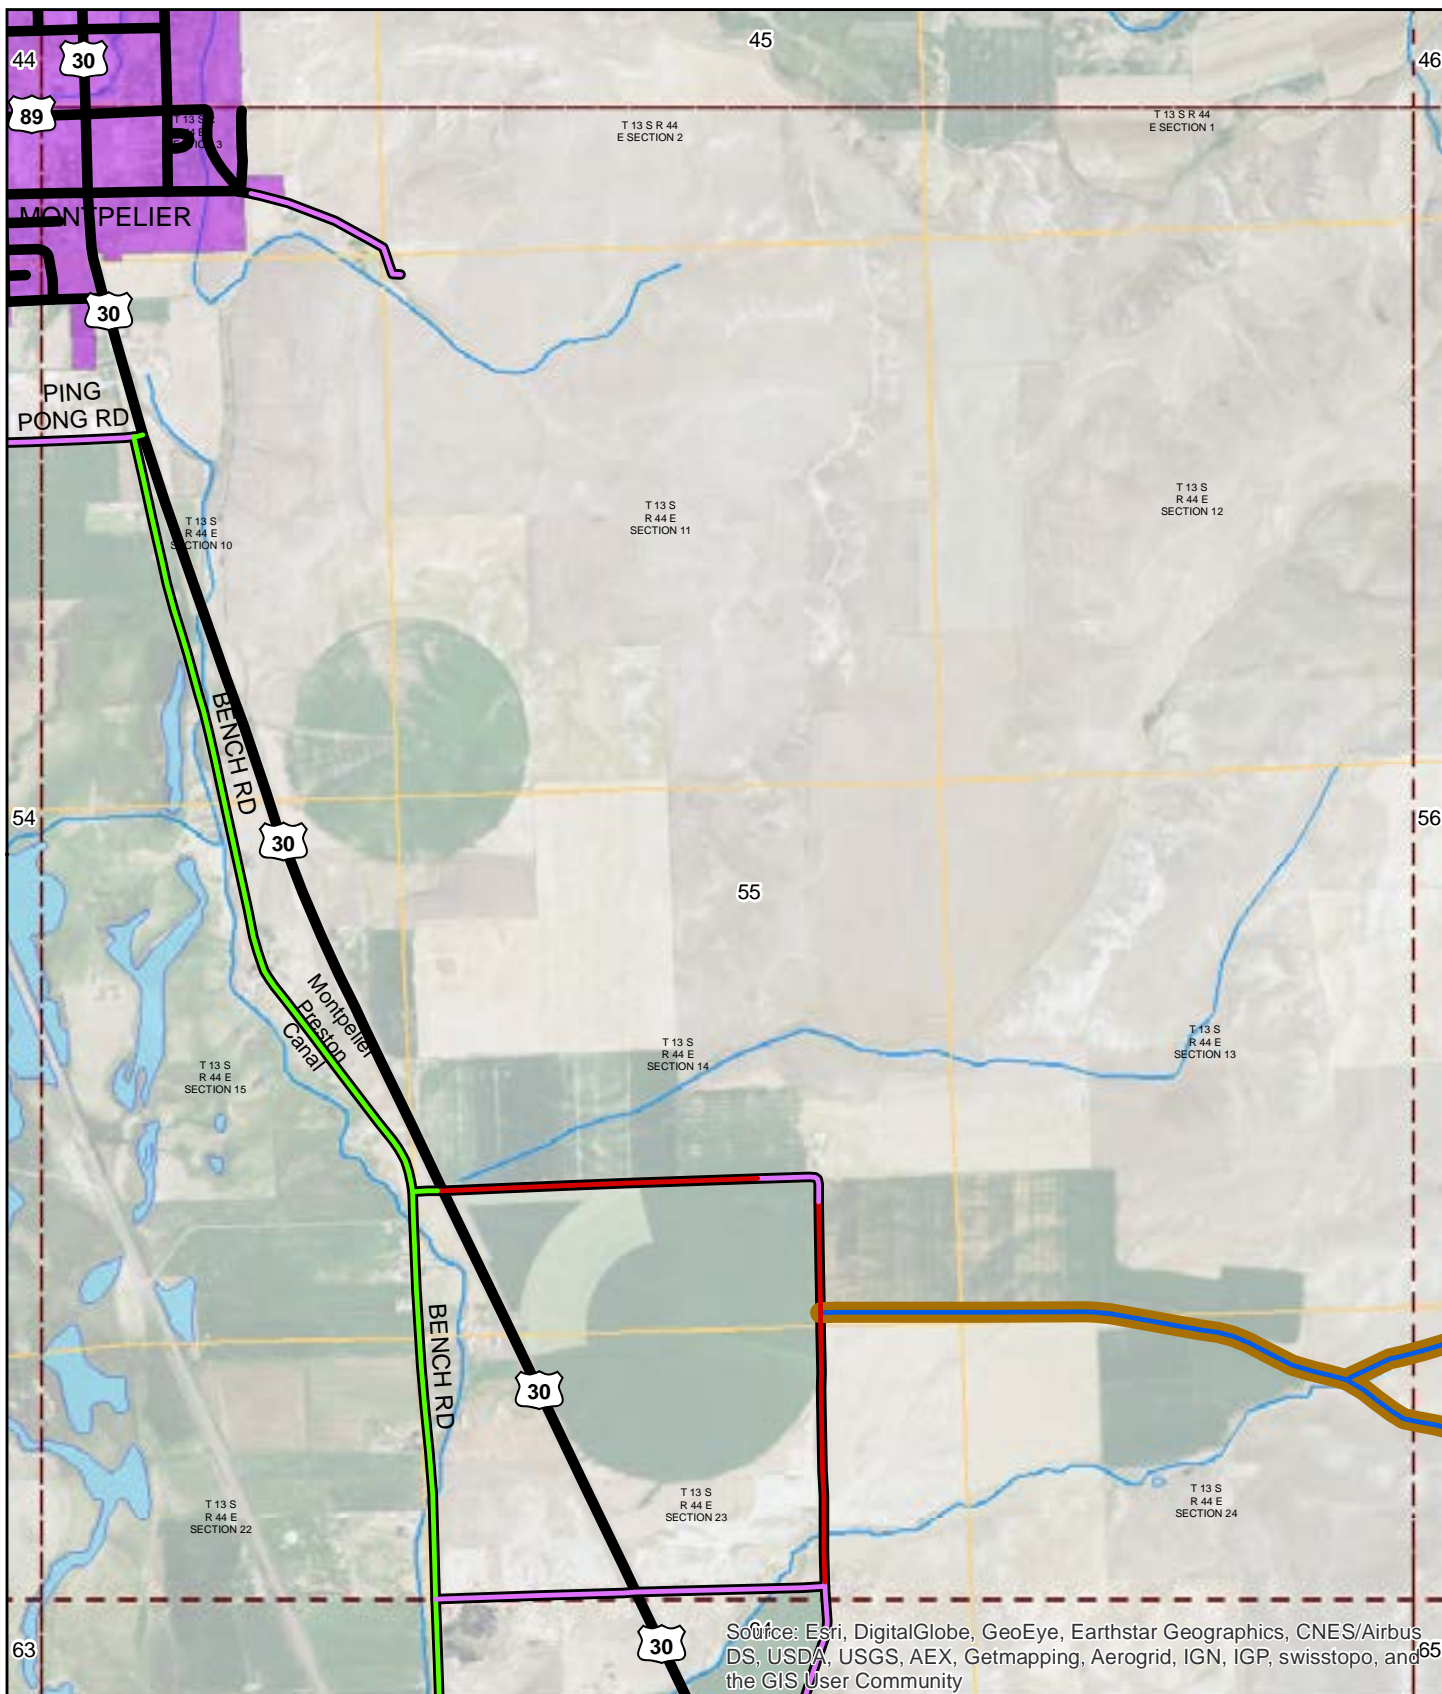 45
44
30
46
89
T 13 S R 44
E SECTION 2
T 13 S R 44
E SECTION 1
MONTPELIER
30
PING
PONG RD
T 13 S
R 44 E
SECTION 10
T 13 S
R 44 E
SECTION 11
T 13 S
R 44 E
SECTION 12
BENCH RD
54
30
56
55
Montpelier
Preston
Canal
T 13 S
R 44 E
SECTION 15
T 13 S
R 44 E
SECTION 14
T 13 S
R 44 E
SECTION 13
BENCH RD
30
T 13 S
R 44 E
SECTION 22
T 13 S
R 44 E
SECTION 23
T 13 S
R 44 E
SECTION 24
63
30
65
Source: Esri, DigitalGlobe, GeoEye, Earthstar Geographics, CNES/Airbus
DS, USDA, USGS, AEX, Getmapping, Aerogrid, IGN, IGP, swisstopo, and
the GIS User Community